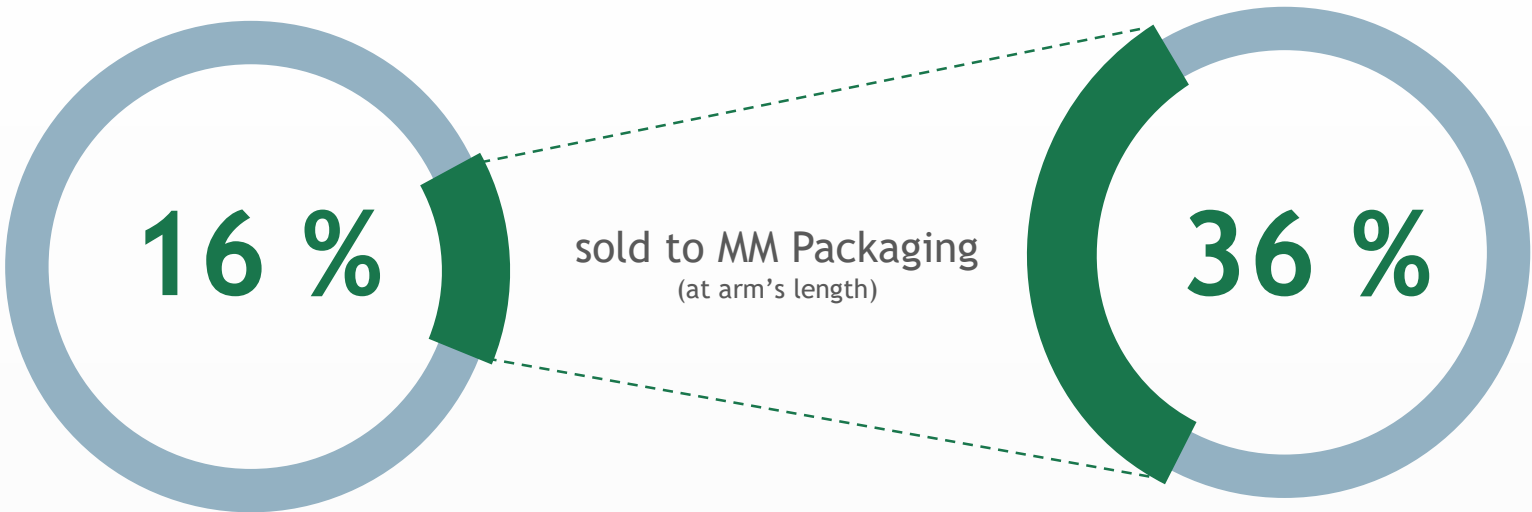 16 %
sold to MM Packaging
(at arm’s length)
36 %